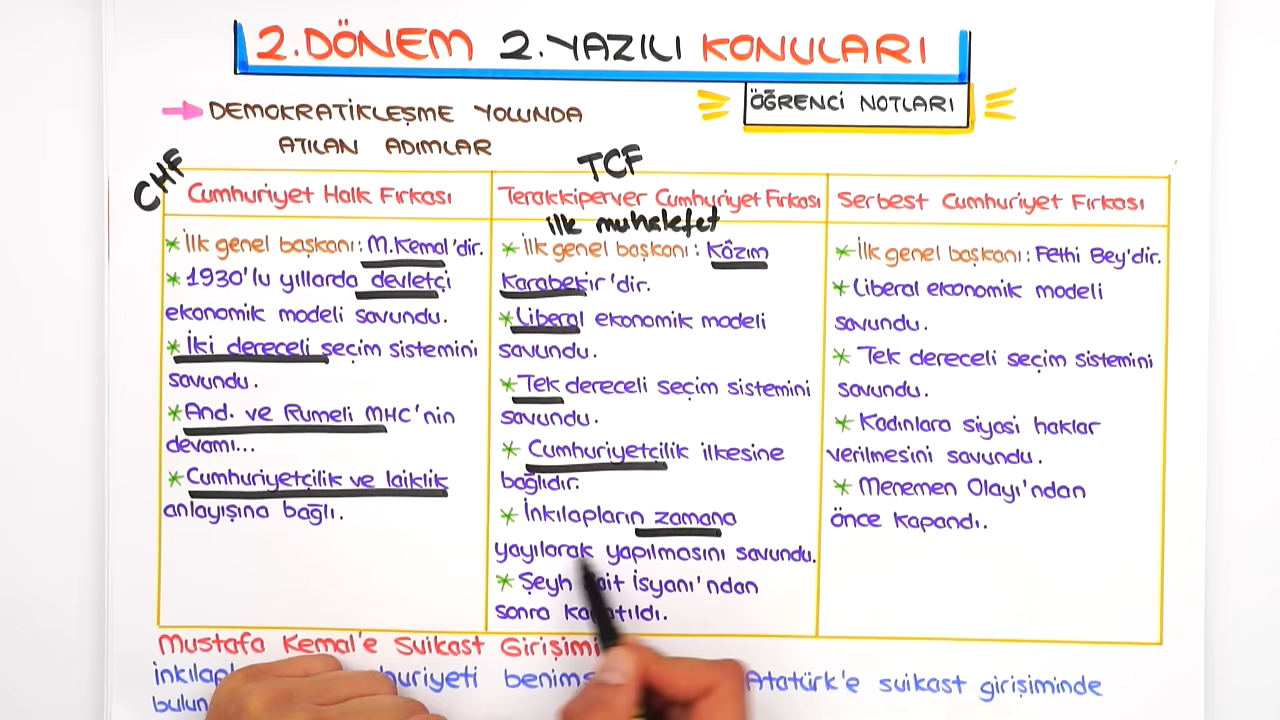 2.DÖNEM 2.YAZILI KONULARI
ÖĞRENCİ NOTLARI
DEMOKRATİKLEŞME YOLUNDA
ATILAN ADIMLAR
CHF
Cumhuriyet Halk Fırkası
*İlk genel başkanı: M.Kemal'dir.
*1930'lu yıllarda devletçi
ekonomik modeli savundu.
*İki dereceli seçim sistemini
savundu.
*And. ve Rumeli MHC'nin
devamı...
*Cumhuriyetçilik ve laiklik
anlayışına bağlı.
TCF
Terakkiperver Cumhuriyet Fırkası
ilk muhalefet
*İlk genel başkanı: Kâzım
Karabekir'dir.
*Liberal ekonomik modeli
savundu.
*Tek dereceli seçim sistemini
savundu.
* Cumhuriyetçilik ilkesine
bağlıdır.
* İnkılapların zamana
yayılarak yapılmasını savundu.
* Şeyh İsyanı'ndan
sonra
Serbest Cumhuriyet Fırkası
*İlk genel başkanı: Fethi Bey'dir.
*Liberal ekonomik modeli
savundu.
* Tek dereceli seçim sistemini
savundu.
* Kadınlara siyasi haklar
verilmesini savundu.
* Menemen Olayı'ndan
önce kapandı.
Mustafa Kemal'e Suikast Girişimi
Atatürk'e suikast girişiminde